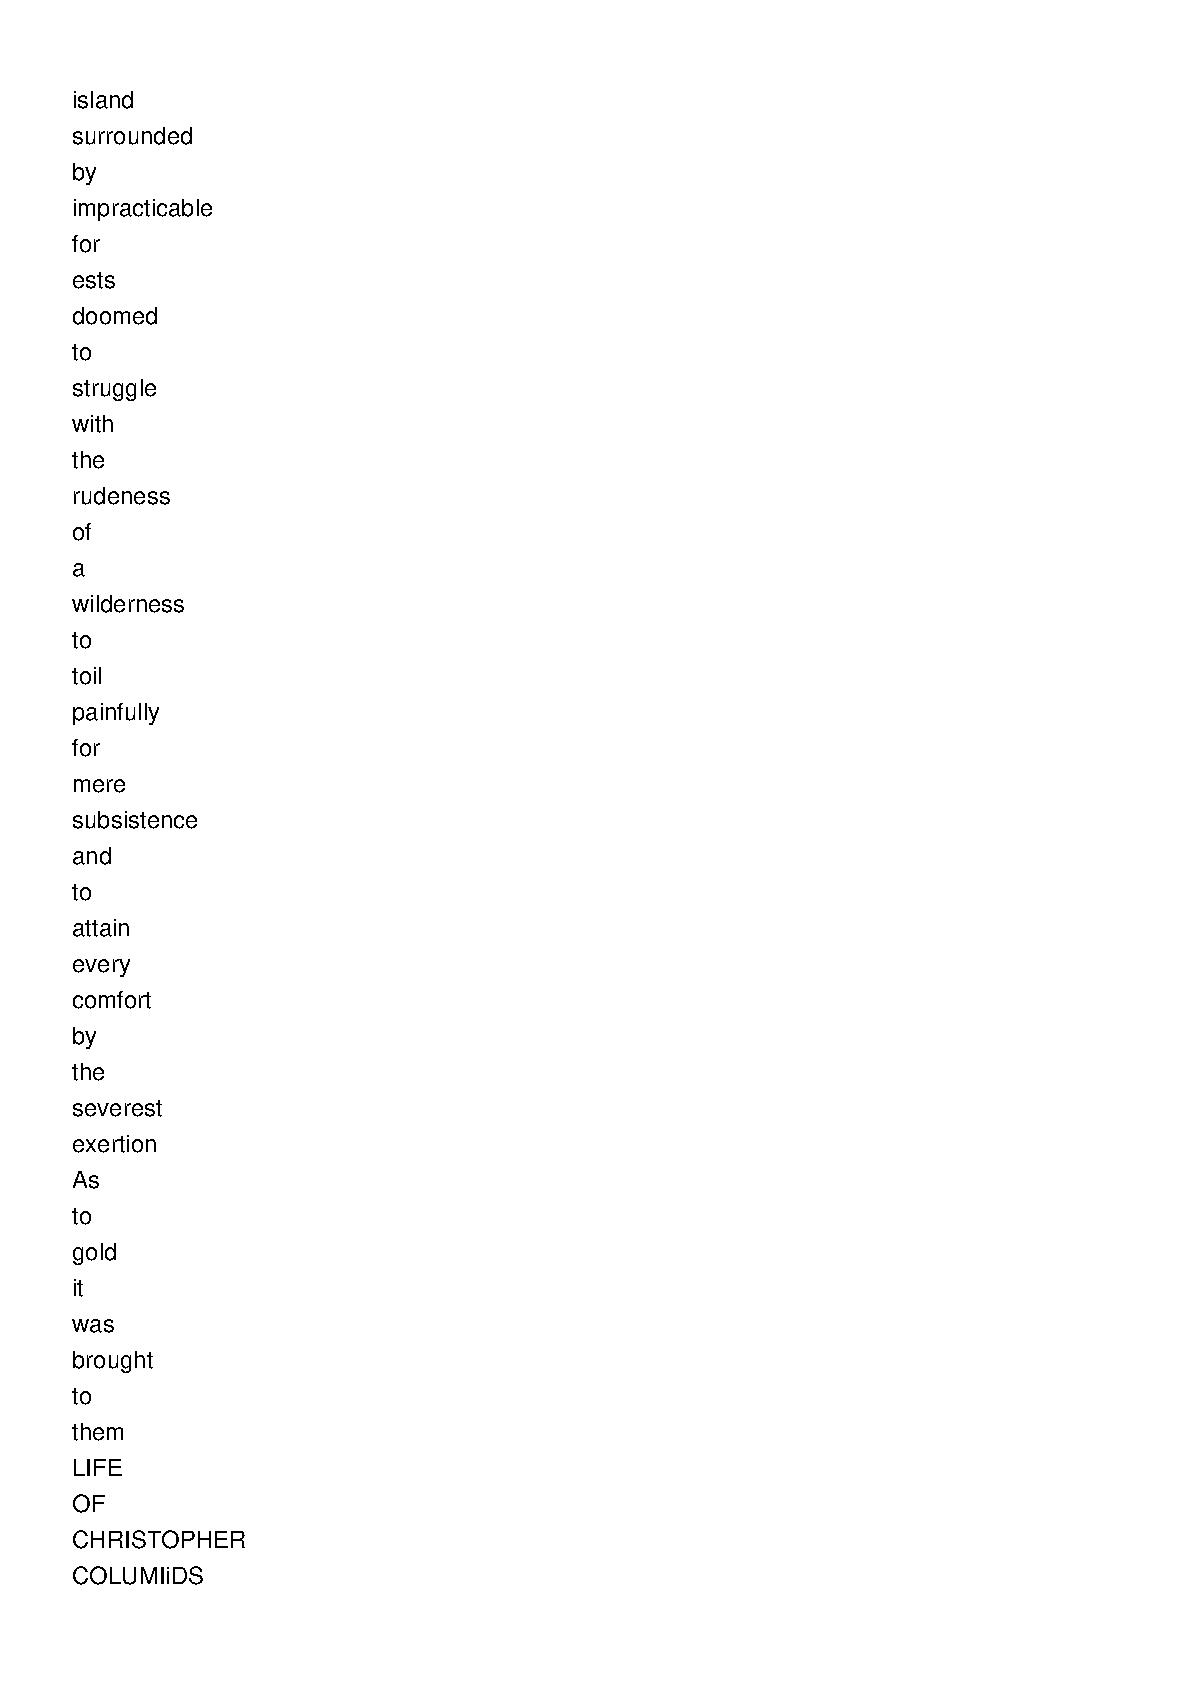 island
surrounded
by
impracticable
for
ests
doomed
to
struggle
with
the
rudeness
of
a
wilderness
to
toil
painfully
for
mere
subsistence
and
to
attain
every
comfort
by
the
severest
exertion
As
to
gold
it
was
brought
to
them
LIFE
OF
CHRISTOPHER
COLUMIiDS